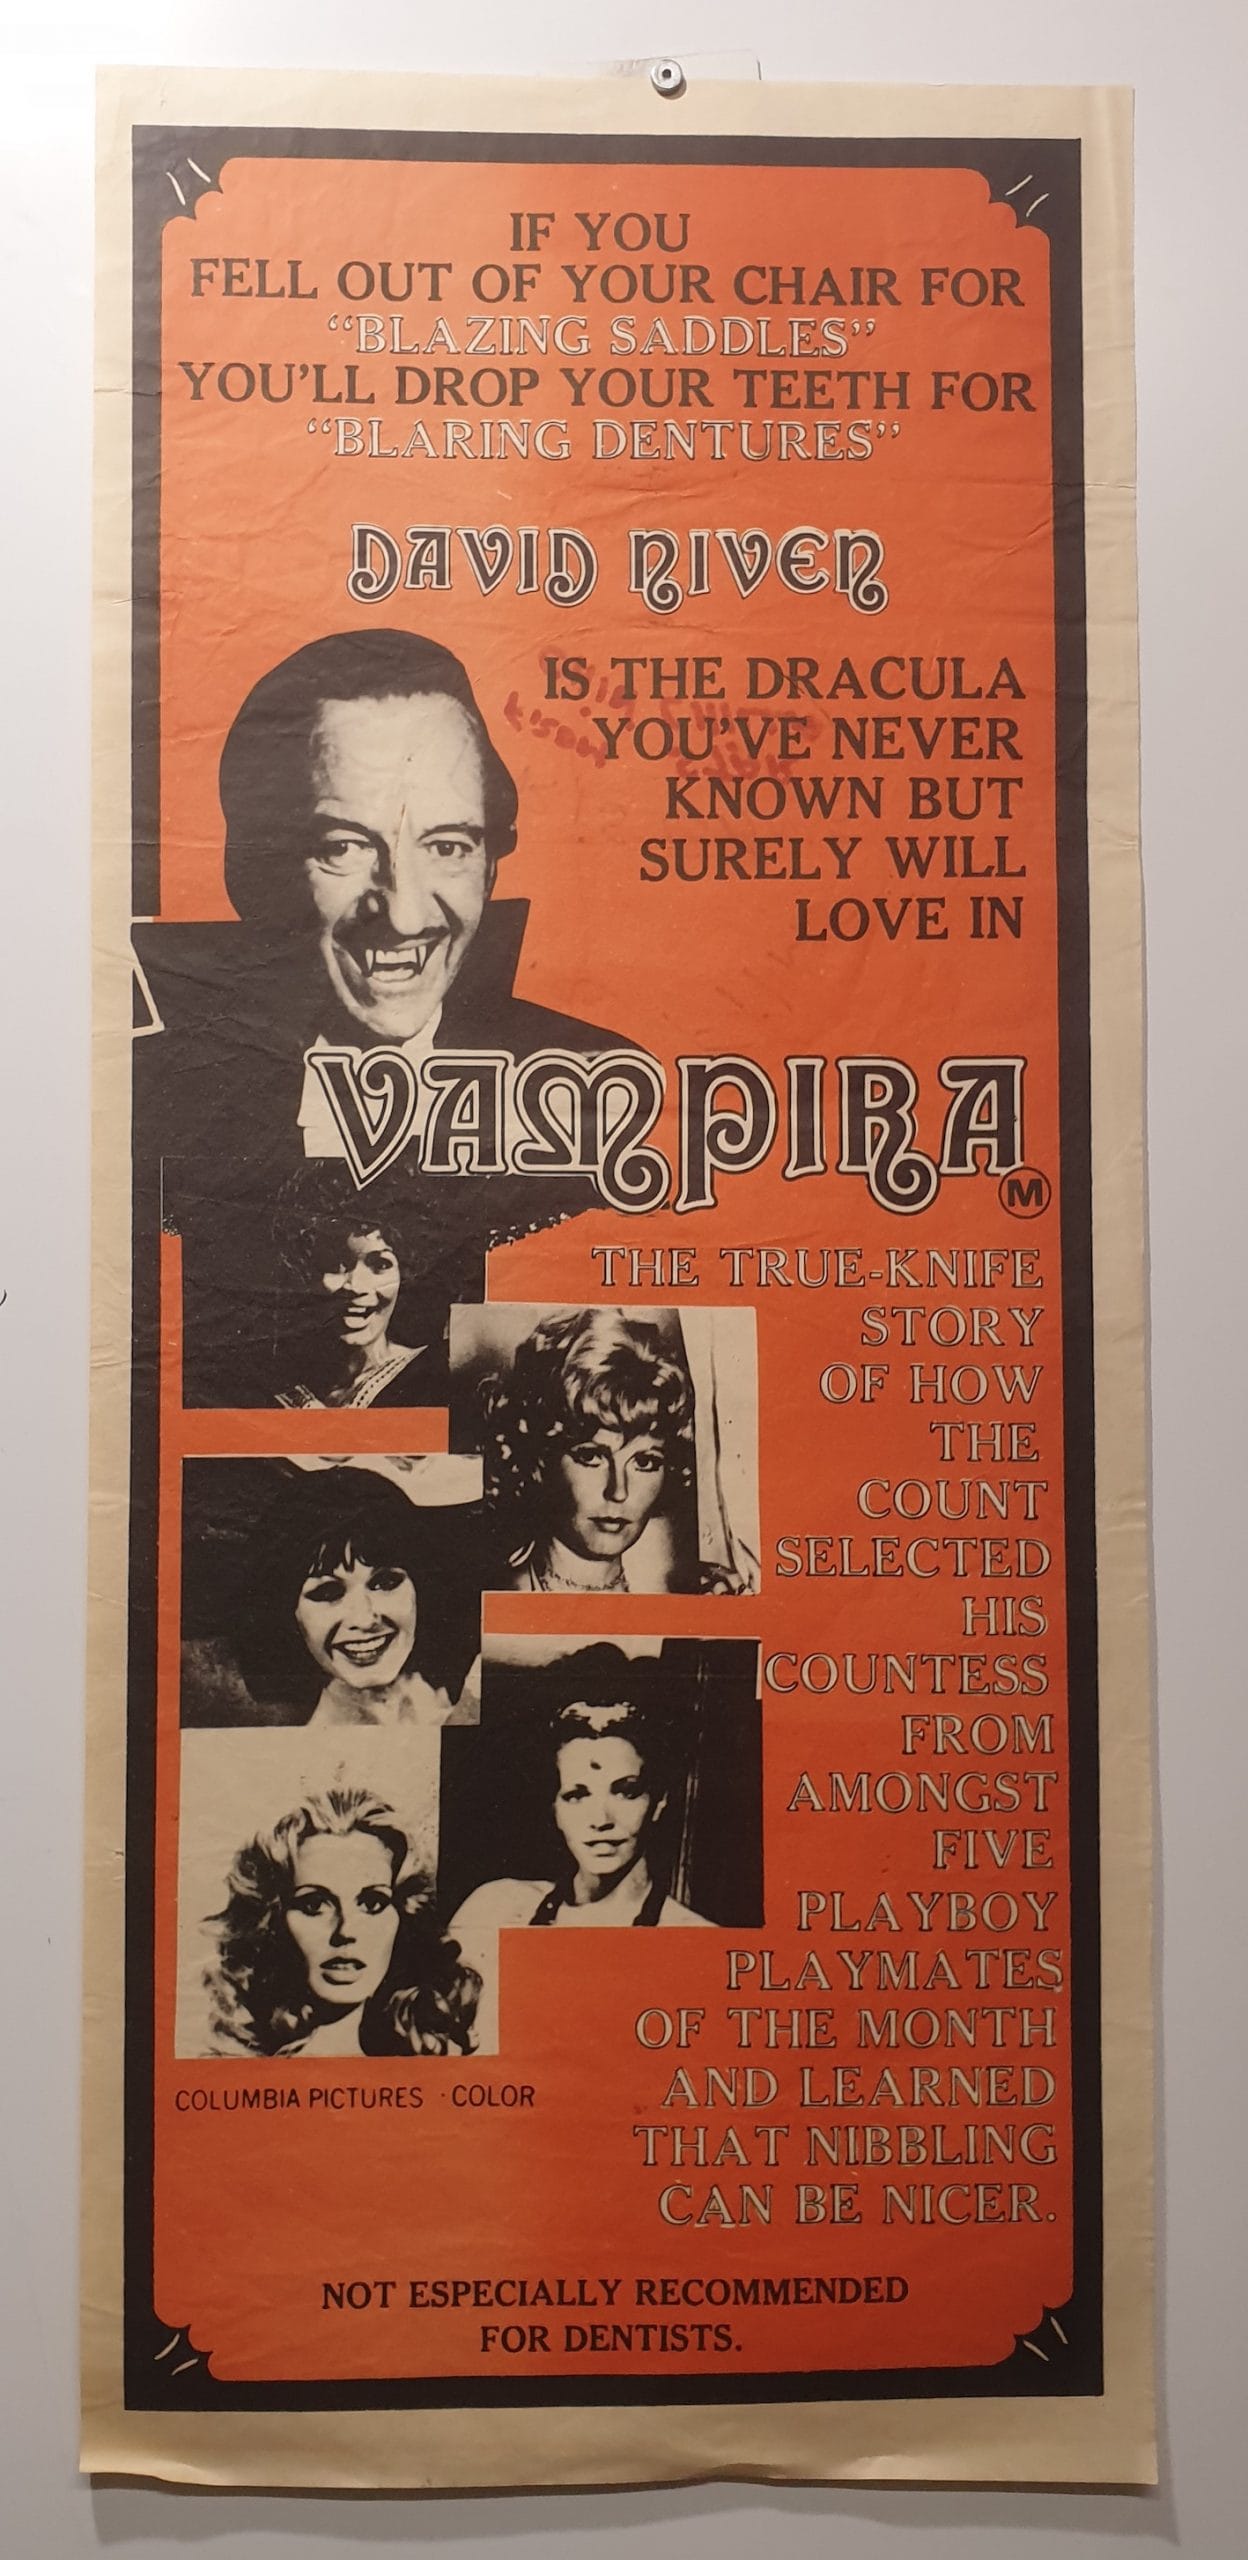 IF YOU
FELL OUT OF YOUR CHAIR FOR
“BLAZING SADDLES”
YOU’LL DROP YOUR TEETH FOR
“BLARING DENTURES”
DAVID NIVEN
IS THE DRACULA
YOU’VE NEVER
KNOWN BUT
SURELY WILL
LOVE IN
VAMPIRA
M
THE TRUE-KNIFE
STORY
OF HOW
THE
COUNT
SELECTED
HIS
COUNTESS
FROM
AMONGST
FIVE
PLAYBOY
PLAYMATES
OF THE MONTH
AND LEARNED
THAT NIBBLING
CAN BE NICER.
COLUMBIA PICTURES · COLOR
NOT ESPECIALLY RECOMMENDED
FOR DENTISTS.